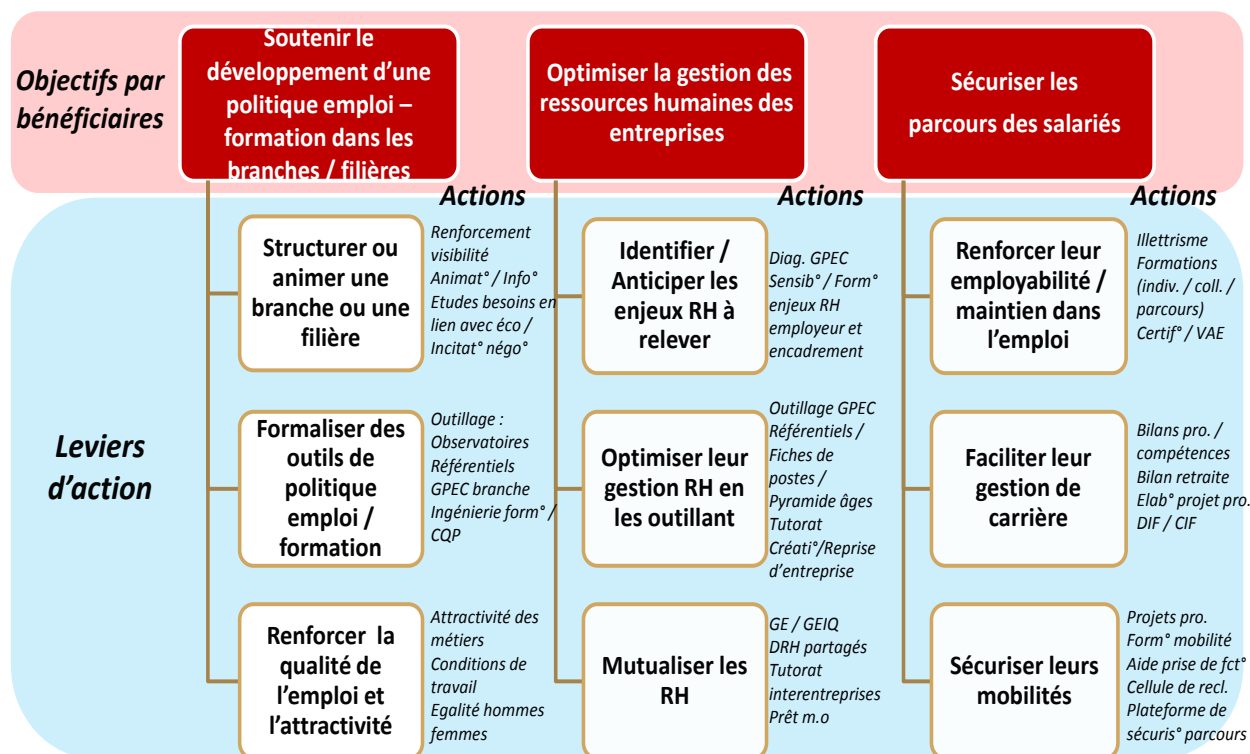 Objectifs par
bénéficiaires
Soutenir le
développement d'une
politique emploi –
formation dans les
branches / filières
Optimiser la gestion des
ressources humaines des
entreprises
Sécuriser les
parcours des salariés
Leviers
d'action
Actions
Structurer ou
animer une
branche ou une
filière
Renforcement
visibilité
Animat° / Info°
Etudes besoins en
lien avec éco /
Incitat° négo°
Formaliser des
outils de
politique
emploi /
formation
Outillage :
Observatoires
Référentiels
GPEC branche
Ingénierie form° /
CQP
Renforcer la
qualité de
l'emploi et
l'attractivité
Attractivité des
métiers
Conditions de
travail
Egalité hommes
femmes
Actions
Identifier /
Anticiper les
enjeux RH à
relever
Diag. GPEC
Sensib° / Form°
enjeux RH
employeur et
encadrement
Optimiser leur
gestion RH en
les outillant
Outillage GPEC
Référentiels /
Fiches de
postes /
Pyramide âges
Tutorat
Créati°/Reprise
d'entreprise
Mutualiser les
RH
GE / GEIQ
DRH partagés
Tutorat
interentreprises
Prêt m.o
Actions
Renforcer leur
employabilité /
maintien dans
l'emploi
Illettrisme
Formations
(indiv. / coll. /
parcours)
Certif° / VAE
Faciliter leur
gestion de
carrière
Bilans pro. /
compétences
Bilan retraite
Elab° projet pro.
DIF / CIF
Sécuriser leurs
mobilités
Projets pro.
Form° mobilité
Aide prise de fct°
Cellule de recl.
Plateforme de
sécuris° parcours